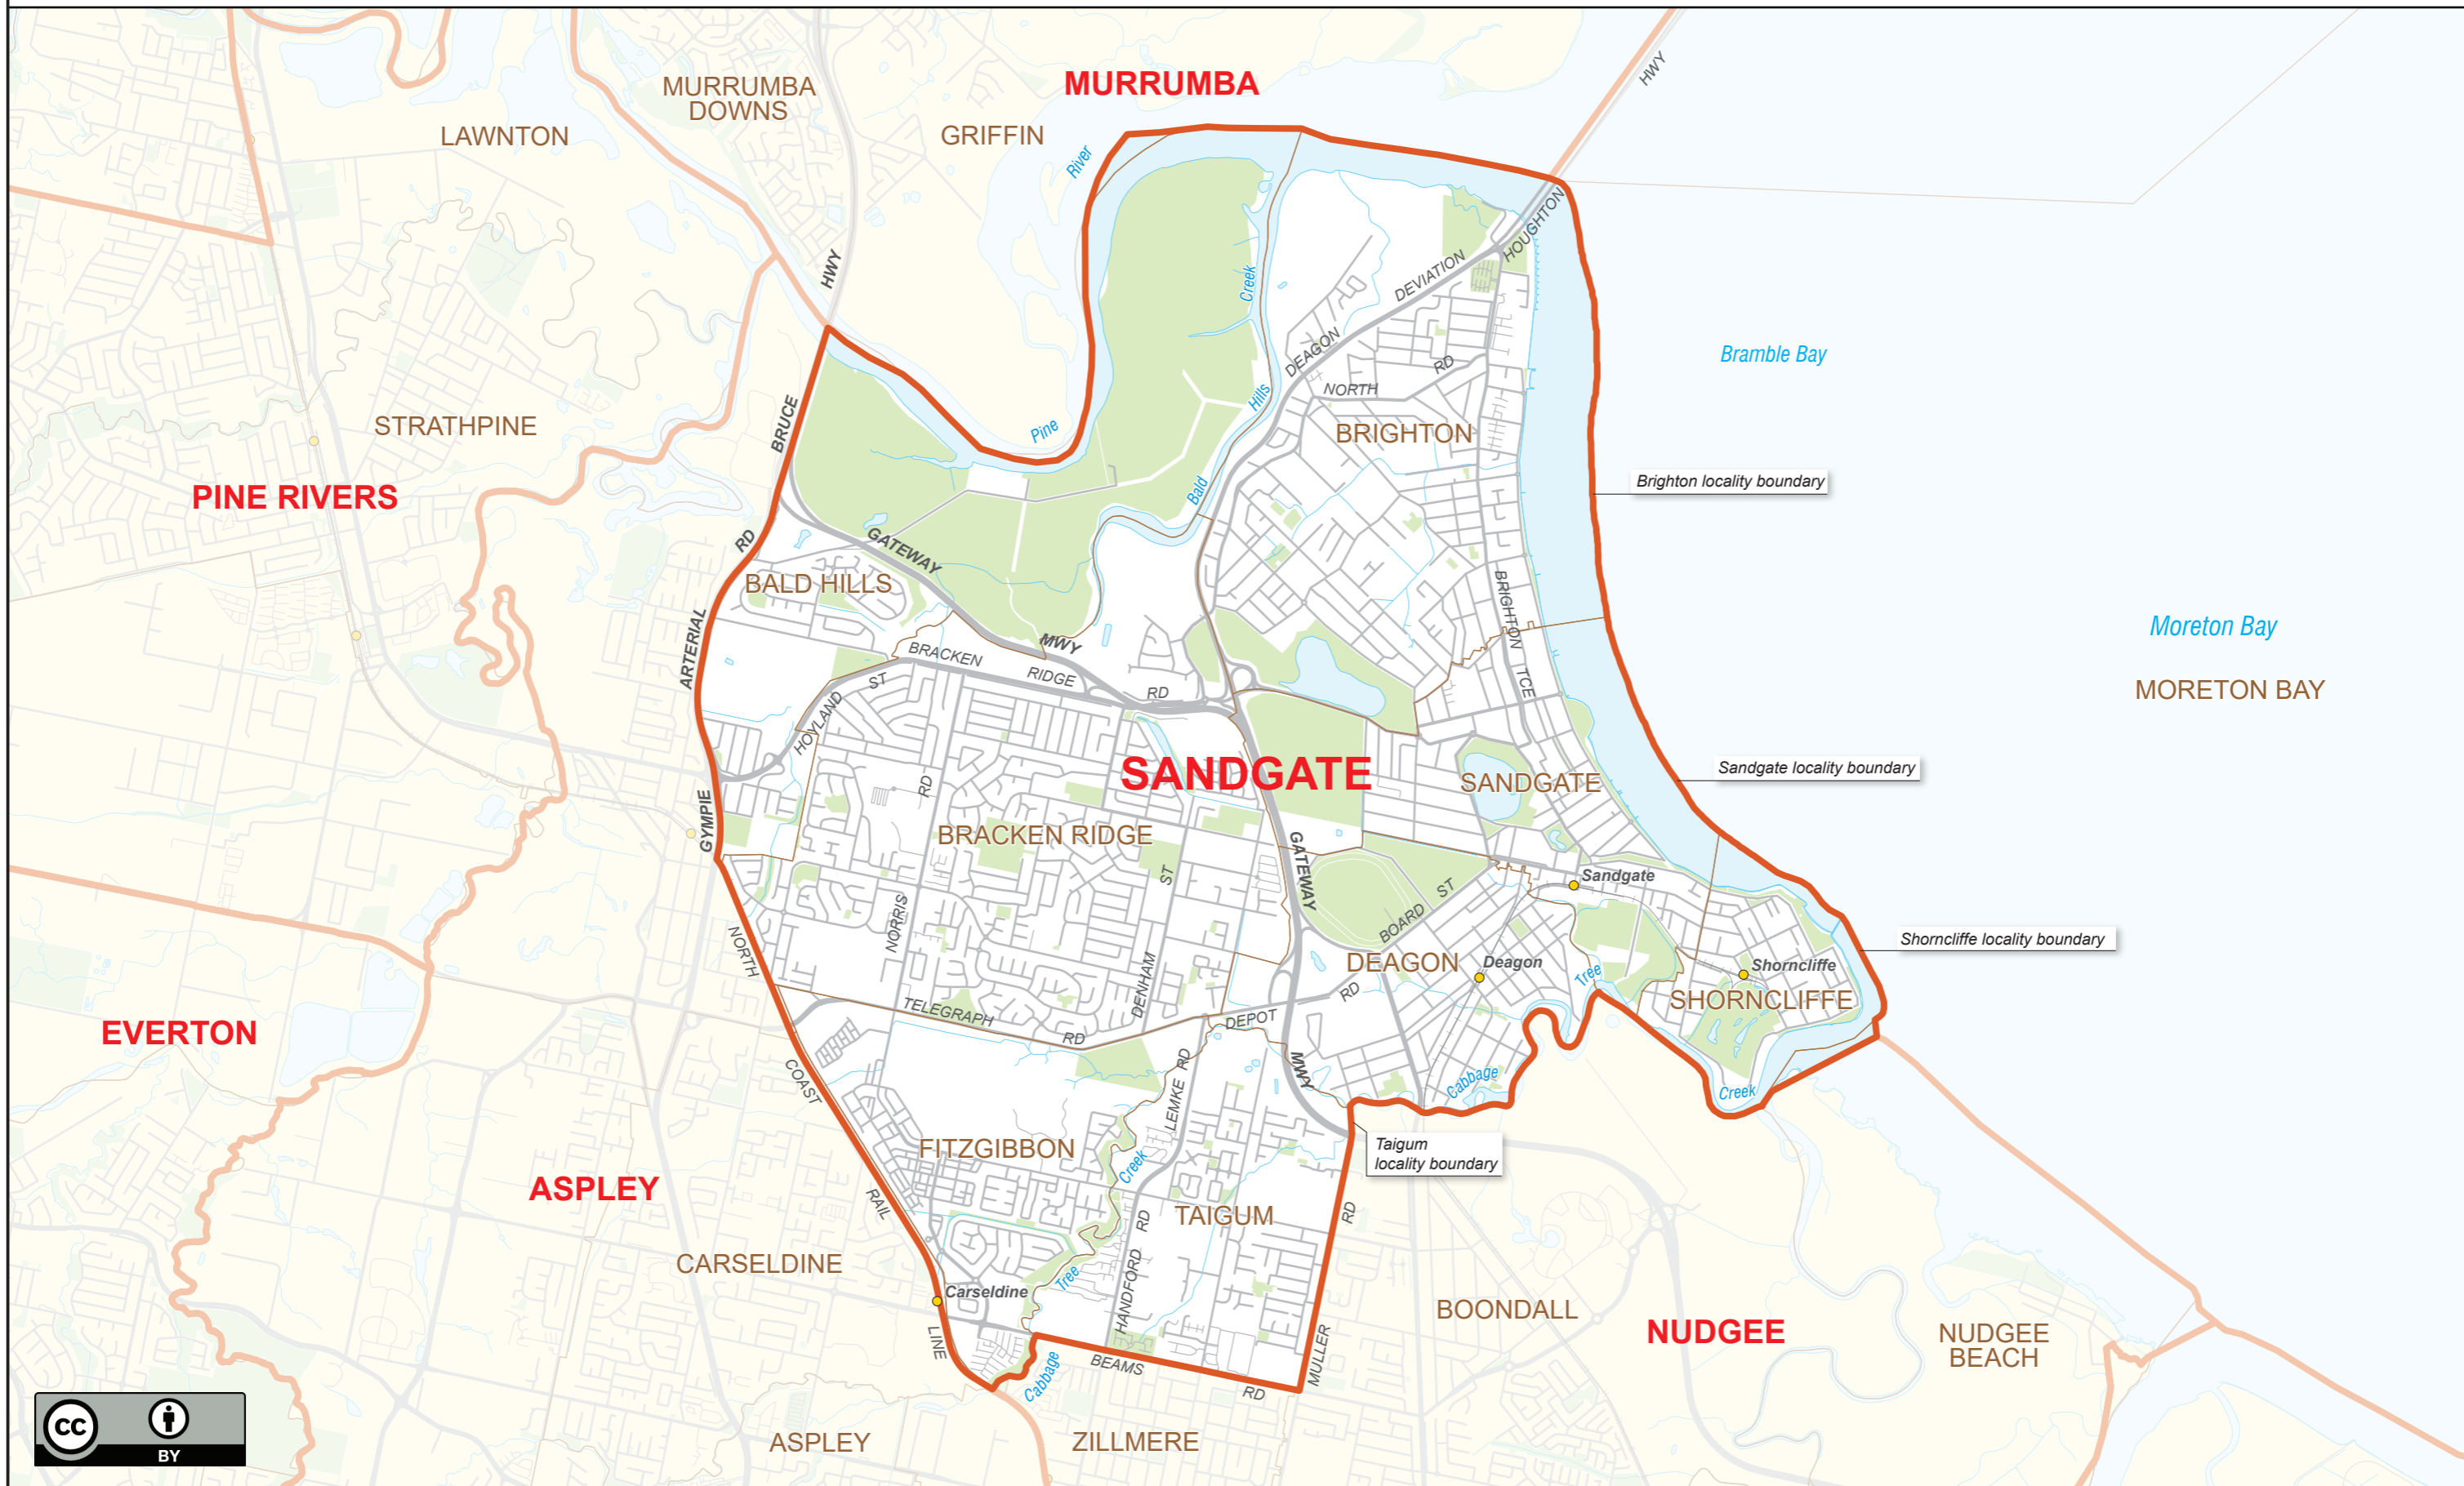 MURRUMBA
DOWNS
MURRUMBA
HWY
LAWNTON
GRIFFIN
River
HOUGHTON
HWY
Creek
DEVIATION
DEAGON
Bramble Bay
NORTH
RD
Hills
BRUCE
STRATHPINE
Pine
BRIGHTON
Brighton locality boundary
PINE RIVERS
Bald
RD
GATEWAY
BALD HILLS
BRIGHTON
TCE
Moreton Bay
ARTERIAL
MWY
BRACKEN
RIDGE
RD
HOYLAND
ST
MORETON BAY
SANDGATE
Sandgate locality boundary
SANDGATE
RD
GYMPIE
BRACKEN RIDGE
GATEWAY
ST
Sandgate
BOARD
ST
NORRIS
NORTH
Shorncliffe locality boundary
DEAGON
Deagon
Shorncliffe
Tree
DENHAM
RD
SHORNCLIFFE
TELEGRAPH
RD
DEPOT
EVERTON
COAST
LEMKE
RD
MWY
Cabbage
Creek
Taigum
locality boundary
FITZGIBBON
Creek
ASPLEY
RAIL
TAIGUM
RD
RD
CARSELDINE
Tree
HANDFORD
Carseldine
BOONDALL
NUDGEE
NUDGEE
BEACH
LINE
Cabbage
BEAMS
RD
MULLER
ASPLEY
ZILLMERE
cc
BY
HWY